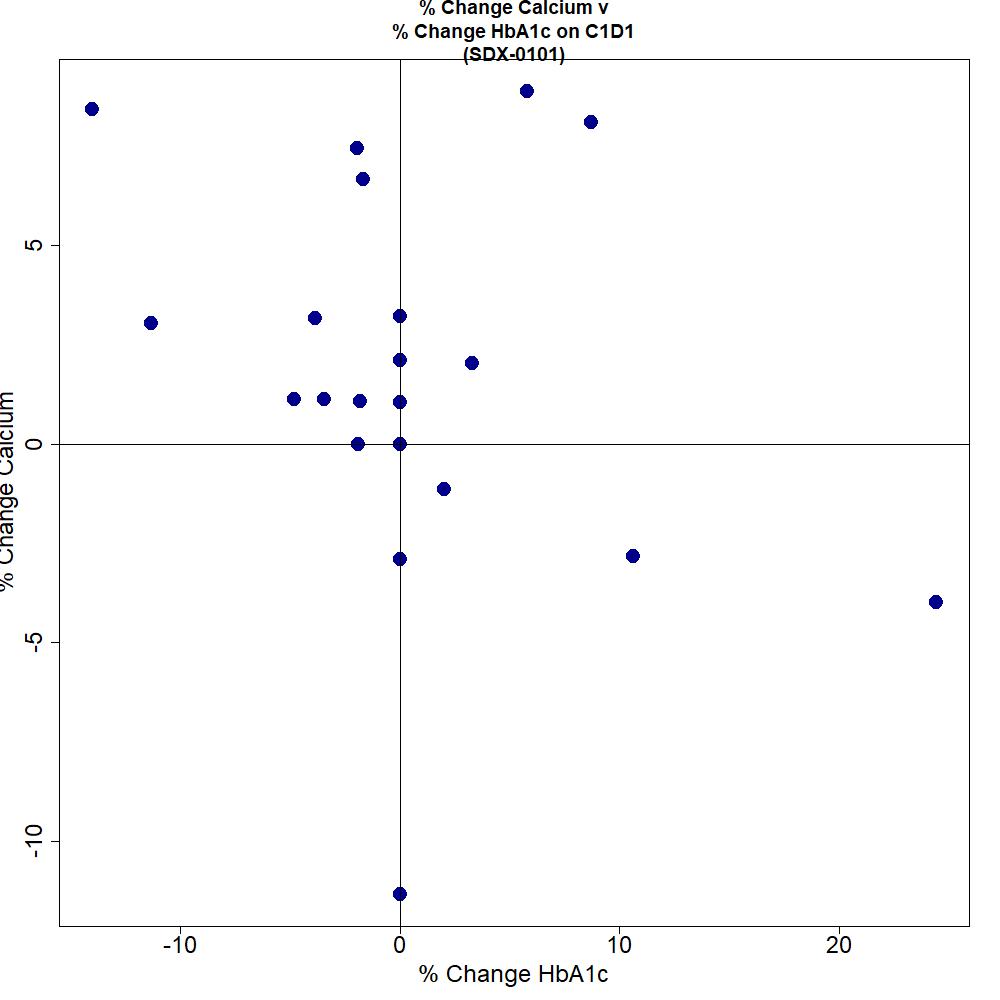 % Change Calcium v
% Change HbA1c on C1D1
(SDX-0101)
% Change Calcium
5
0
-5
-10
-10
0
10
20
% Change HbA1c